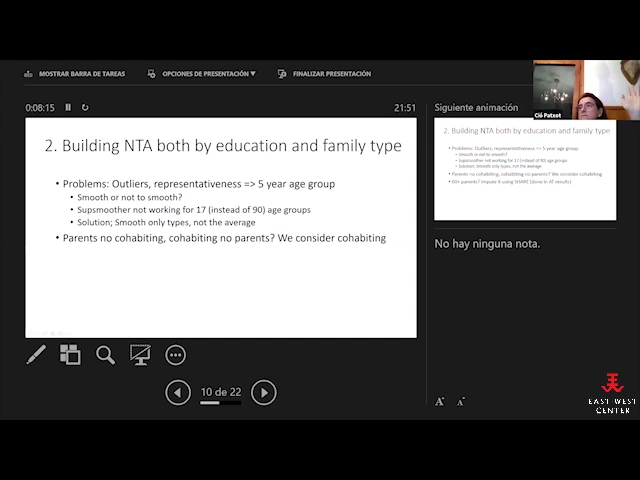 MOSTRAR BARRA DE TAREAS
OPCIONES DE PRESENTACIÓN
FINALIZAR PRESENTACIÓN
Ció Patxot
0:08:15
21:51
Siguiente animación
2. Building NTA both by education and family type
• Problems: Outliers, representativeness => 5 year age group
• Smooth or not to smooth?
• Supsmoother not working for 17 (instead of 90) age groups
• Solution; Smooth only types, not the average
• Parents no cohabiting, cohabiting no parents? We consider cohabiting
2. Building NTA both by education and family type
• Problems: Outliers, representativeness => 5 year age group
• Smooth or not to smooth?
• Supsmoother not working for 17 (instead of 90) age groups
• Solution; Smooth only types, not the average
• Parents no cohabiting, cohabiting no parents? We consider cohabiting
• 60+ parents? Impute it using SHARE (done in AT results)
No hay ninguna nota.
10 de 22
A A
EAST-WEST
CENTER